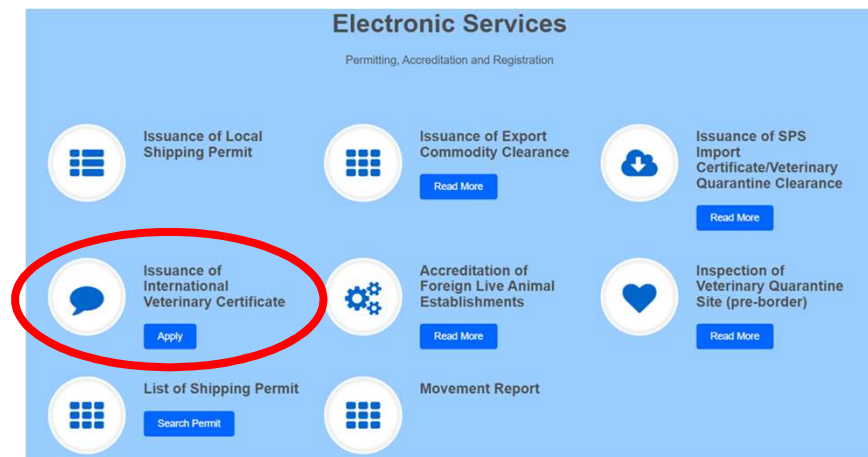 Electronic Services
Permitting, Accreditation and Registration
Issuance of Local
Shipping Permit
Issuance of Export
Commodity Clearance
Read More
Issuance of SPS
Import
Certificate/Veterinary
Quarantine Clearance
Read More
Issuance of
International
Veterinary Certificate
Apply
Accreditation of
Foreign Live Animal
Establishments
Read More
Inspection of
Veterinary Quarantine
Site (pre-border)
Read More
List of Shipping Permit
Search Permit
Movement Report